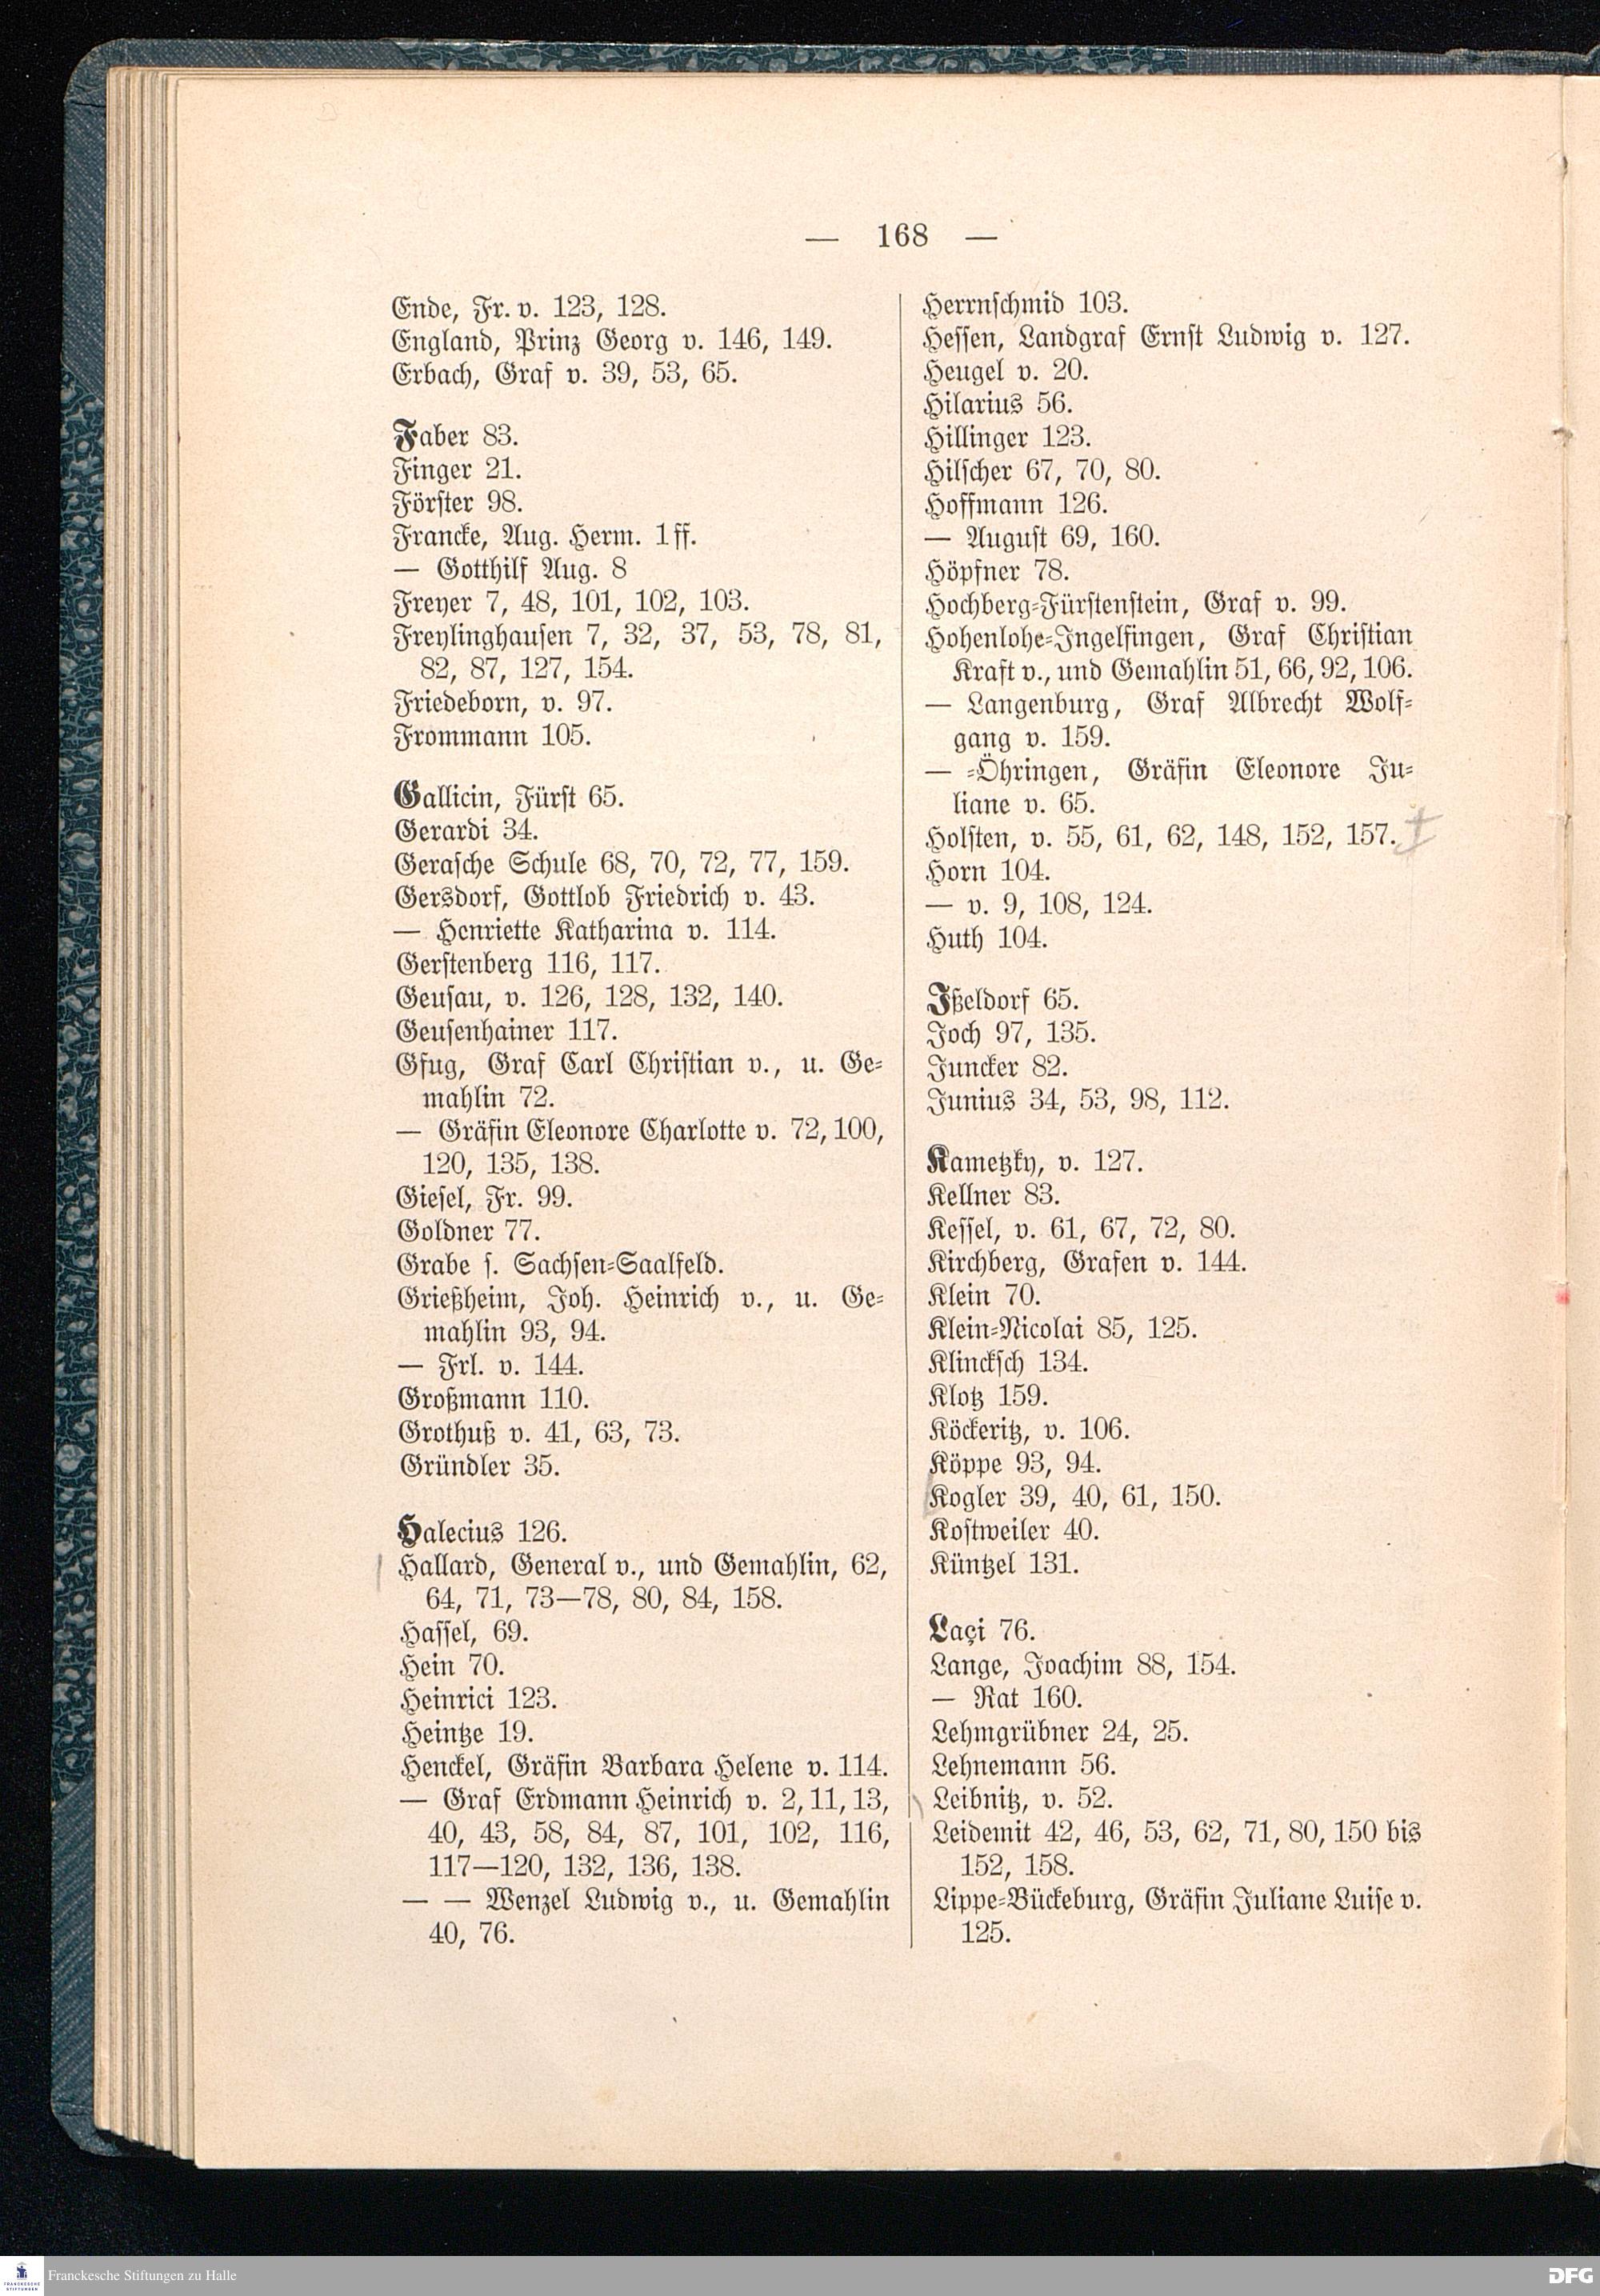 — 168 —
Ende, Fr. v. 123, 128.
England, Prinz Georg v. 146, 149.
Erbach, Graf v. 39, 53, 65.
Faber 83.
Finger 21.
Förster 98.
Francke, Aug. Herm. 1ff.
— Gotthilf Aug. 8
Freyer 7, 48, 101, 102, 103.
Freylinghausen 7, 32, 37, 53, 78, 81,
82, 87, 127, 154.
Friedeborn, v. 97.
Frommann 105.
Gallicin, Fürst 65.
Gerardi 34.
Gerasche Schule 68, 70, 72, 77, 159.
Gersdorf, Gottlob Friedrich v. 43.
— Henriette Katharina v. 114.
Gerstenberg 116, 117.
Geusau, v. 126, 128, 132, 140.
Geusenhainer 117.
Gfug, Graf Carl Christian v., u. Ge-
mahlin 72.
— Gräfin Eleonore Charlotte v. 72, 100,
120, 135, 138.
Giesel, Fr. 99.
Goldner 77.
Grabe s. Sachsen-Saalfeld.
Grießheim, Joh. Heinrich v., u. Ge-
mahlin 93, 94.
— Frl. v. 144.
Großmann 110.
Grothuß v. 41, 63, 73.
Gründler 35.
Halecius 126.
Hallard, General v., und Gemahlin, 62,
64, 71, 73—78, 80, 84, 158.
Hassel, 69.
Hein 70.
Heinrici 123.
Heintze 19.
Henckel, Gräfin Barbara Helene v. 114.
— Graf Erdmann Heinrich v. 2, 11, 13,
40, 43, 58, 84, 87, 101, 102, 116,
117—120, 132, 136, 138.
— — Wenzel Ludwig v., u. Gemahlin
40, 76.
Herrnschmid 103.
Hessen, Landgraf Ernst Ludwig v. 127.
Heugel v. 20.
Hilarius 56.
Hillinger 123.
Hilscher 67, 70, 80.
Hoffmann 126.
— August 69, 160.
Höpfner 78.
Hochberg-Fürstenstein, Graf v. 99.
Hohenlohe-Ingelfingen, Graf Christian
Kraft v., und Gemahlin 51, 66, 92, 106.
— Langenburg, Graf Albrecht Wolf-
gang v. 159.
— -Öhringen, Gräfin Eleonore Ju-
liane v. 65.
Holsten, v. 55, 61, 62, 148, 152, 157.
Horn 104.
— v. 9, 108, 124.
Huth 104.
Ißeldorf 65.
Joch 97, 135.
Juncker 82.
Junius 34, 53, 98, 112.
Kametzky, v. 127.
Kellner 83.
Kessel, v. 61, 67, 72, 80.
Kirchberg, Grafen v. 144.
Klein 70.
Klein-Nicolai 85, 125.
Klincksch 134.
Klotz 159.
Köckeritz, v. 106.
Köppe 93, 94.
Kogler 39, 40, 61, 150.
Kostweiler 40.
Küntzel 131.
Laçi 76.
Lange, Joachim 88, 154.
— Rat 160.
Lehmgrübner 24, 25.
Lehnemann 56.
Leibnitz, v. 52.
Leidemit 42, 46, 53, 62, 71, 80, 150 bis
152, 158.
Lippe-Bückeburg, Gräfin Juliane Luise v.
125.
FRANCKESCHE
STIFTUNGEN
Franckesche Stiftungen zu Halle
DFG